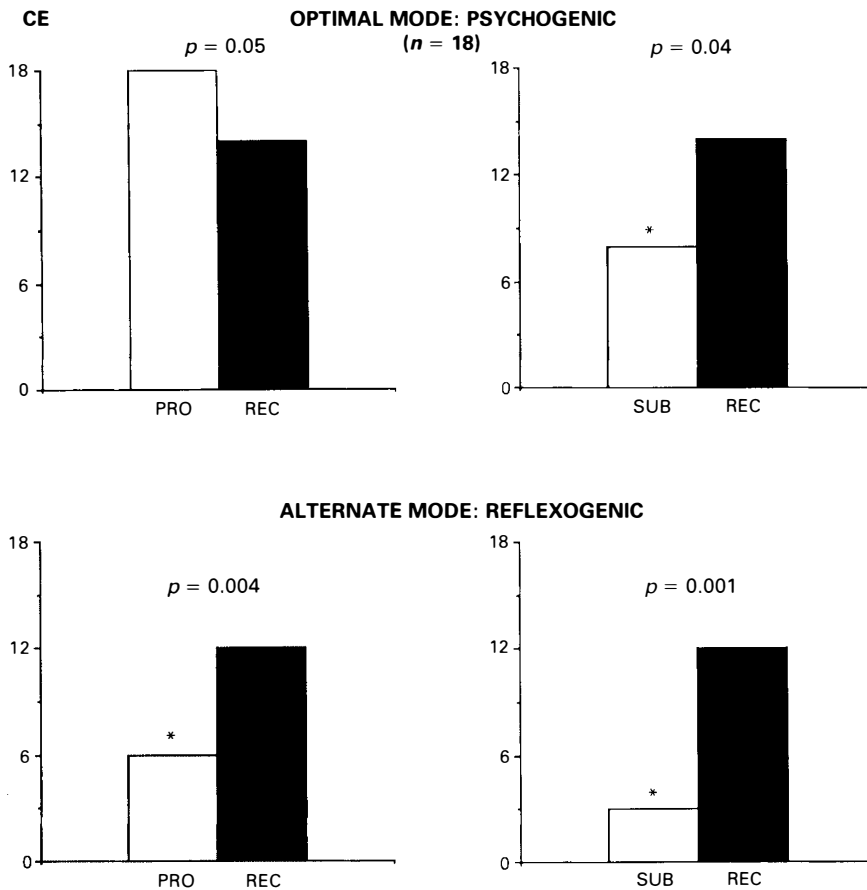 CE
OPTIMAL MODE: PSYCHOGENIC
(n = 18)
p = 0.05
p = 0.04
18
12
6
0
PRO REC
18
12
6
0
*
SUB REC
ALTERNATE MODE: REFLEXOGENIC
p = 0.004
p = 0.001
18
12
6
0
*
PRO REC
18
12
6
0
*
SUB REC